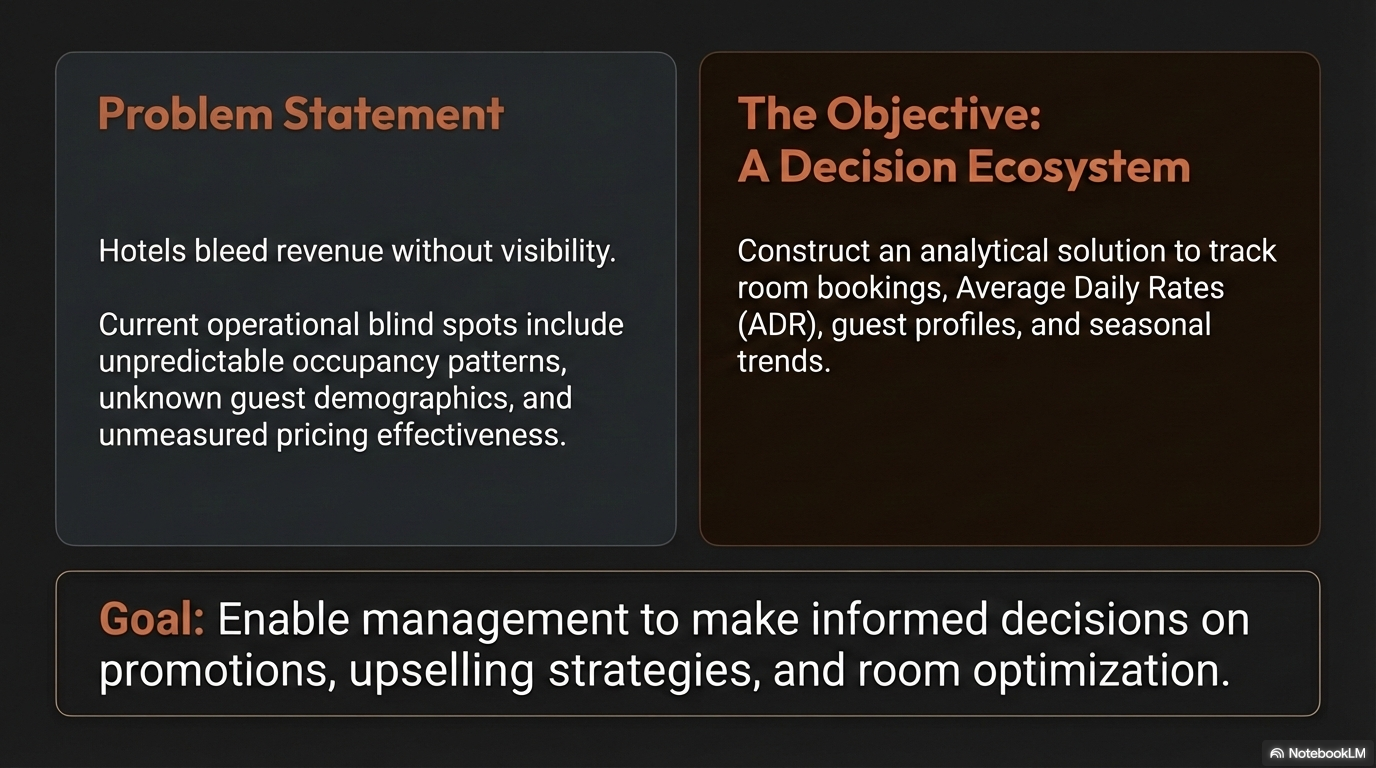 Problem Statement
Hotels bleed revenue without visibility.
Current operational blind spots include
unpredictable occupancy patterns,
unknown guest demographics, and
unmeasured pricing effectiveness.
The Objective:
A Decision Ecosystem
Construct an analytical solution to track
room bookings, Average Daily Rates
(ADR), guest profiles, and seasonal
trends.
Goal: Enable management to make informed decisions on
promotions, upselling strategies, and room optimization.
NotebookLM